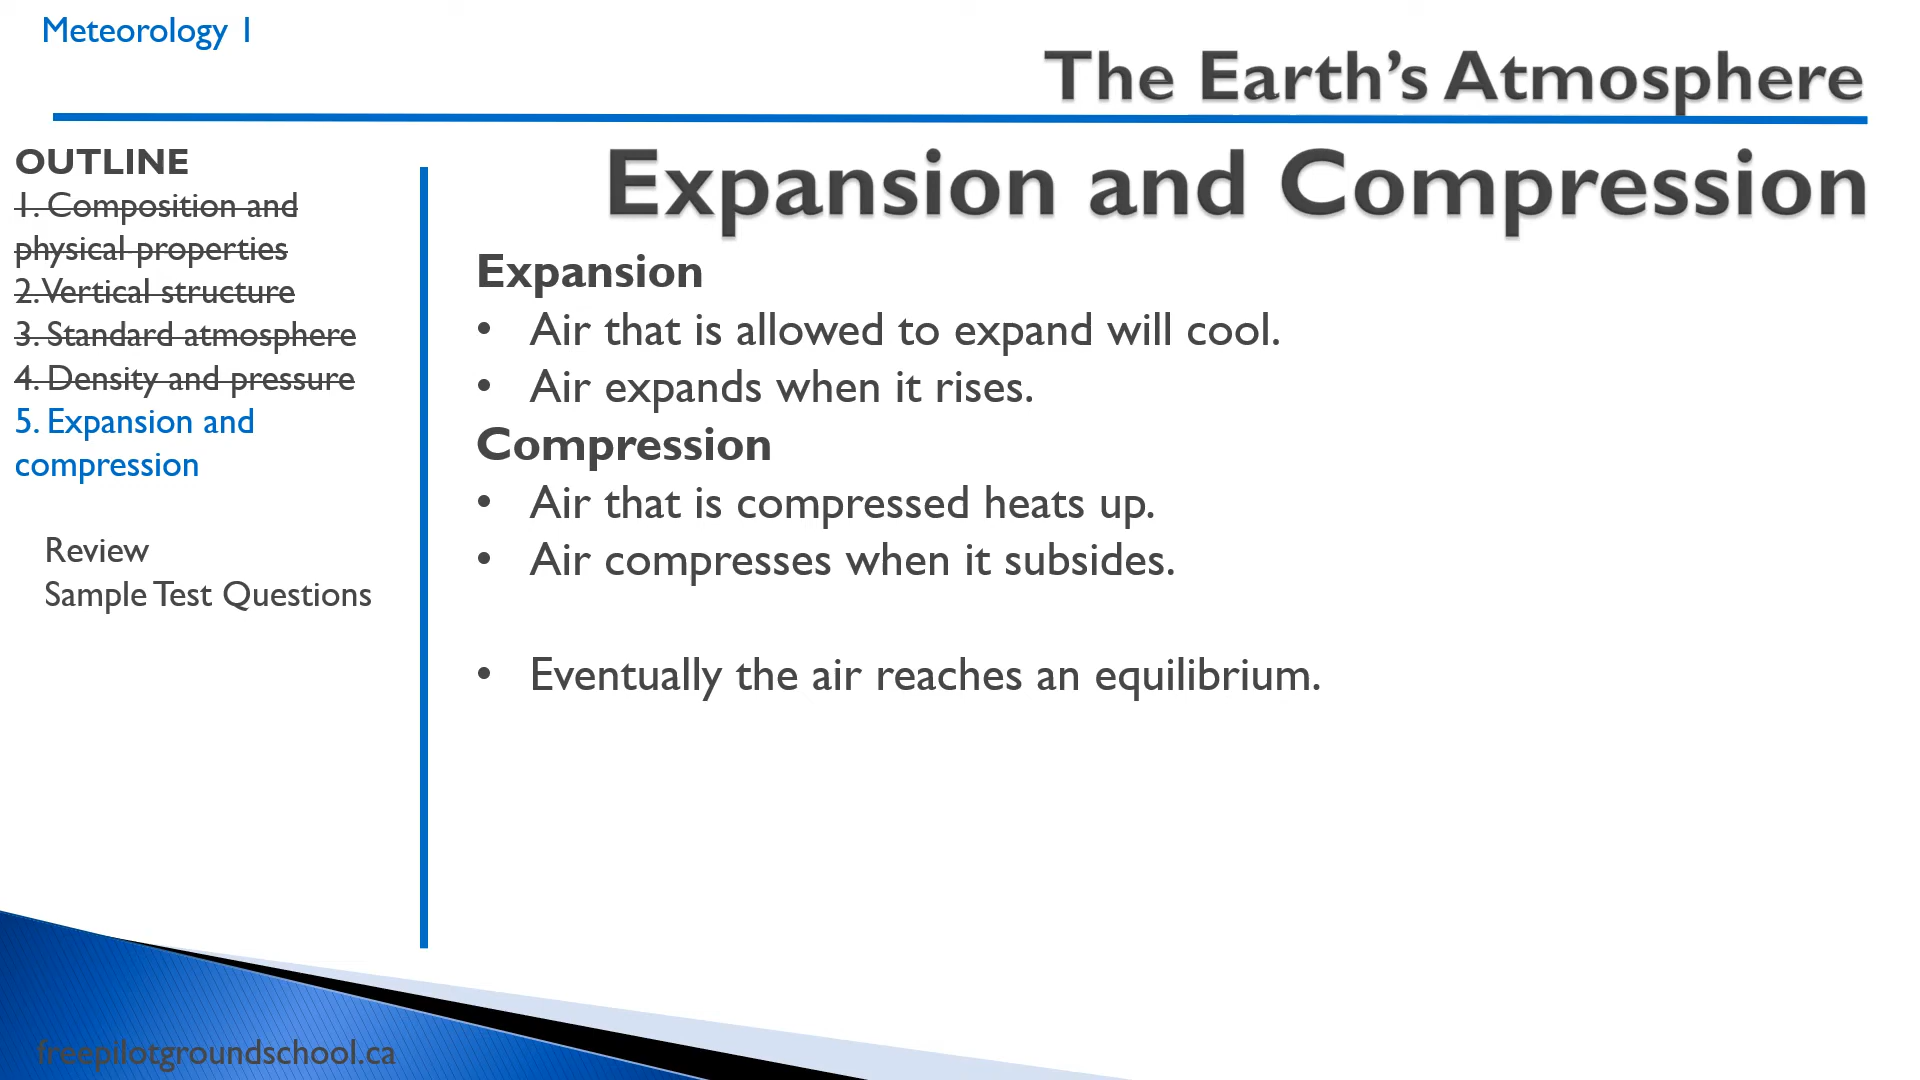 Meteorology 1
The Earth's Atmosphere
OUTLINE
1. Composition and
physical properties
2. Vertical structure
3. Standard atmosphere
4. Density and pressure
5. Expansion and
compression
Review
Sample Test Questions
Expansion and Compression
Expansion
• Air that is allowed to expand will cool.
• Air expands when it rises.
Compression
• Air that is compressed heats up.
• Air compresses when it subsides.
• Eventually the air reaches an equilibrium.
freepilotgroundschool.ca